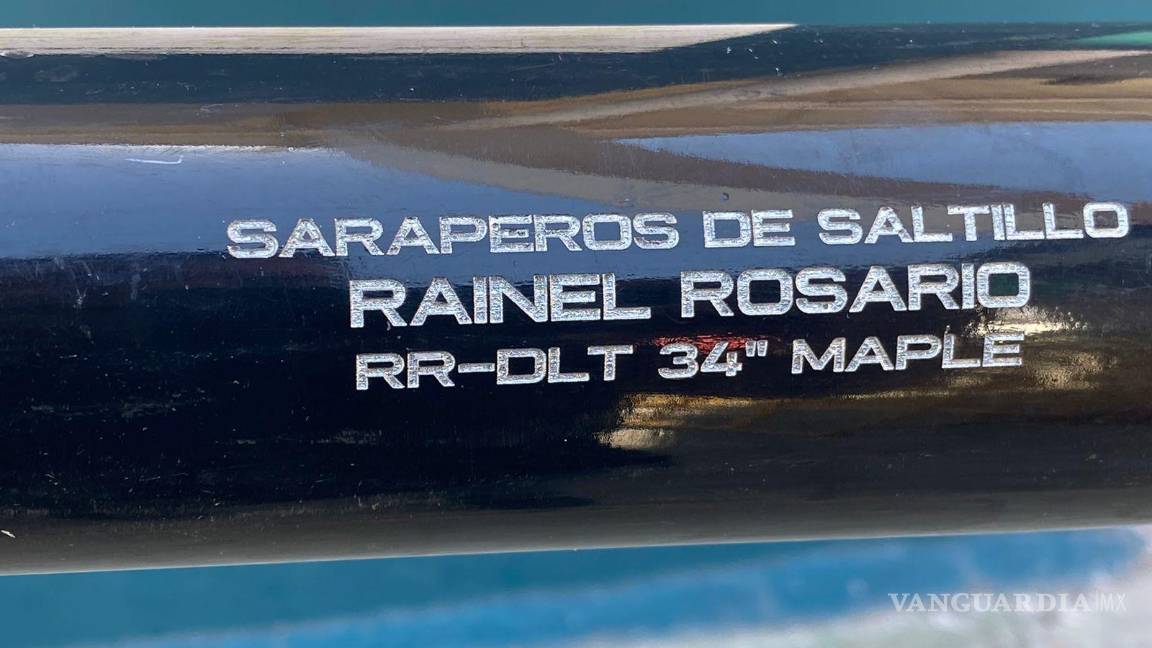 SARAPEROS DE SALTILLO
RAINEL ROSARIO
RR-DLT 34" MAPLE
VANGUARDIA|MX